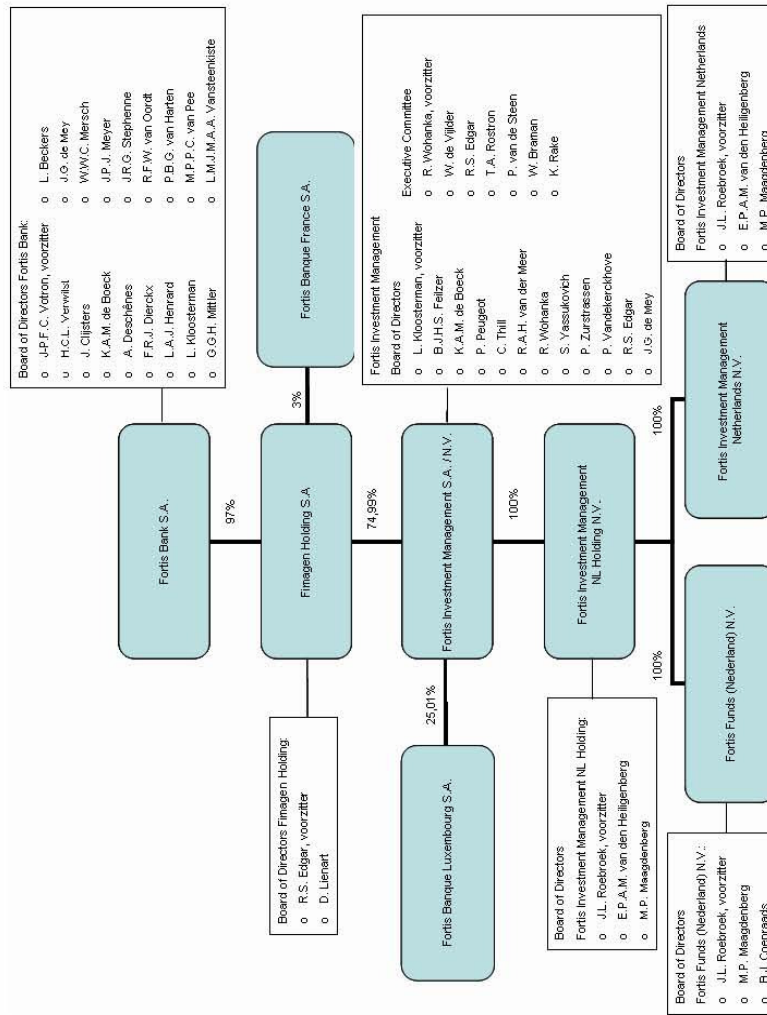 Board of Directors Fortis Bank:
o J-P.F.C. Votron, voorzitter
o H.C.L. Verwilst
o J. Clijsters
o K.A.M. de Boeck
o A. Deschênes
o F.R.J. Dierckx
o L.A.J. Henrard
o L. Kloosterman
o G.G.H. Mittler
o L. Beckers
o J.G. de Mey
o W.W.C. Mersch
o J.P.J. Meyer
o J.R.G. Stephenne
o R.F.W. van Oordt
o P.B.G. van Harten
o M.P.P.C. van Pee
o L.M.J.M.A.A. Vansteenkiste
Fortis Bank S.A.
97%
Board of Directors Fimagen Holding:
o R.S. Edgar, voorzitter
o D. Lienart
Fimagen Holding S.A
3%
Fortis Banque France S.A.
74,99%
Fortis Banque Luxembourg S.A.
25,01%
Fortis Investment Management S.A. / N.V.
Fortis Investment Management
Board of Directors
o L. Kloosterman, voorzitter
o B.J.H.S. Feilzer
o K.A.M. de Boeck
o P. Peugeot
o C. Thill
o R.A.H. van der Meer
o R. Wohanka
o S. Yassukovich
o P. Zurstrassen
o P. Vandekerckhove
o R.S. Edgar
o J.G. de Mey
Executive Committee
o R. Wohanka, voorzitter
o W. de Vijlder
o R.S. Edgar
o T.A. Rostron
o P. van de Steen
o W. Braman
o K. Rake
100%
Board of Directors
Fortis Investment Management NL Holding:
o J.L. Roebroek, voorzitter
o E.P.A.M. van den Heiligenberg
o M.P. Maagdenberg
Fortis Investment Management
NL Holding N.V.
100%
100%
Board of Directors
Fortis Funds (Nederland) N.V.:
o J.L. Roebroek, voorzitter
o M.P. Maagdenberg
o B.J. Coenraads
Fortis Funds (Nederland) N.V.
Fortis Investment Management
Netherlands N.V.
Board of Directors
Fortis Investment Management Netherlands
o J.L. Roebroek, voorzitter
o E.P.A.M. van den Heiligenberg
o M.P. Maagdenberg